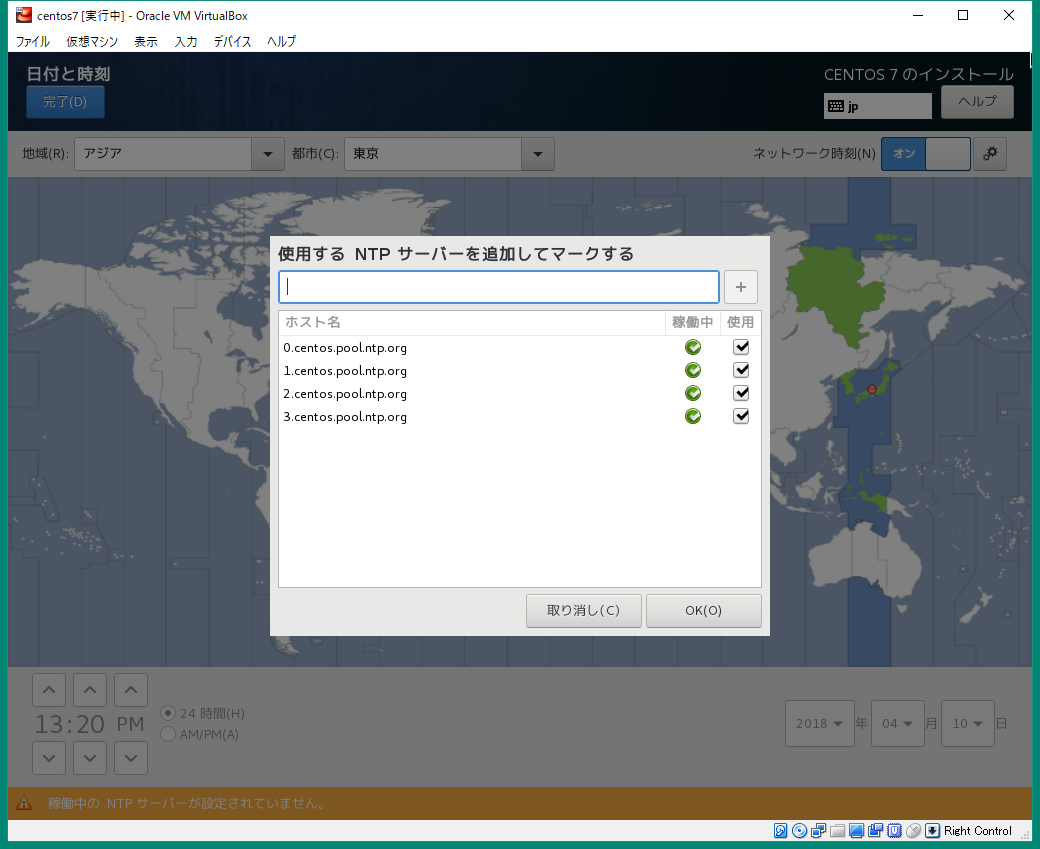 centos7 [実行中] - Oracle VM VirtualBox
ファイル 仮想マシン 表示 入力 デバイス ヘルプ
日付と時刻
CENTOS 7 のインストール
完了(D)
jp
ヘルプ
地域(R): アジア 都市(C): 東京 ネットワーク時刻(N) オン
使用する NTP サーバーを追加してマークする
ホスト名 稼働中 使用
0.centos.pool.ntp.org
1.centos.pool.ntp.org
2.centos.pool.ntp.org
3.centos.pool.ntp.org
取り消し(C) OK(O)
13:20 PM
24 時間(H)
AM/PM(A)
2018 年 04 月 10 日
稼働中の NTP サーバーが設定されていません。
Right Control